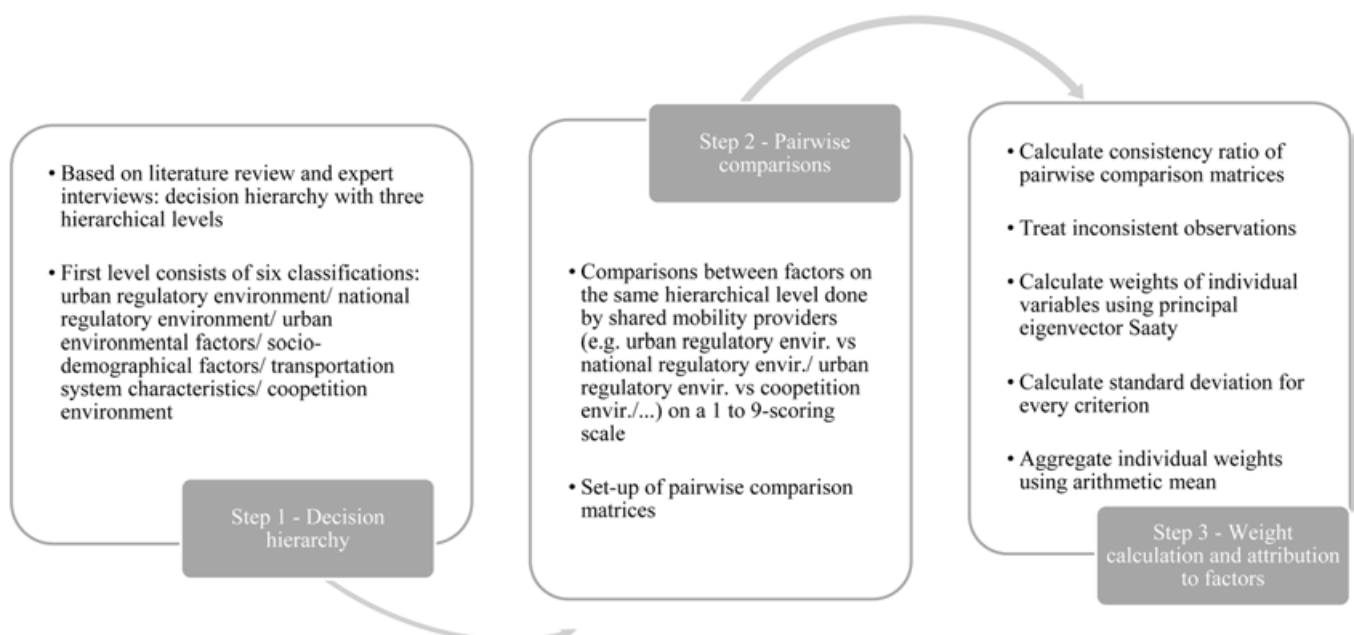 • Based on literature review and expert
interviews: decision hierarchy with three
hierarchical levels
• First level consists of six classifications:
urban regulatory environment/ national
regulatory environment/ urban
environmental factors/ socio-
demographical factors/ transportation
system characteristics/ coopetition
environment
Step 1 - Decision
hierarchy
Step 2 - Pairwise
comparisons
• Comparisons between factors on
the same hierarchical level done
by shared mobility providers
(e.g. urban regulatory envir. vs
national regulatory envir./ urban
regulatory envir. vs coopetition
envir./...) on a 1 to 9-scoring
scale
• Set-up of pairwise comparison
matrices
• Calculate consistency ratio of
pairwise comparison matrices
• Treat inconsistent observations
• Calculate weights of individual
variables using principal
eigenvector Saaty
• Calculate standard deviation for
every criterion
• Aggregate individual weights
using arithmetic mean
Step 3 - Weight
calculation and attribution
to factors